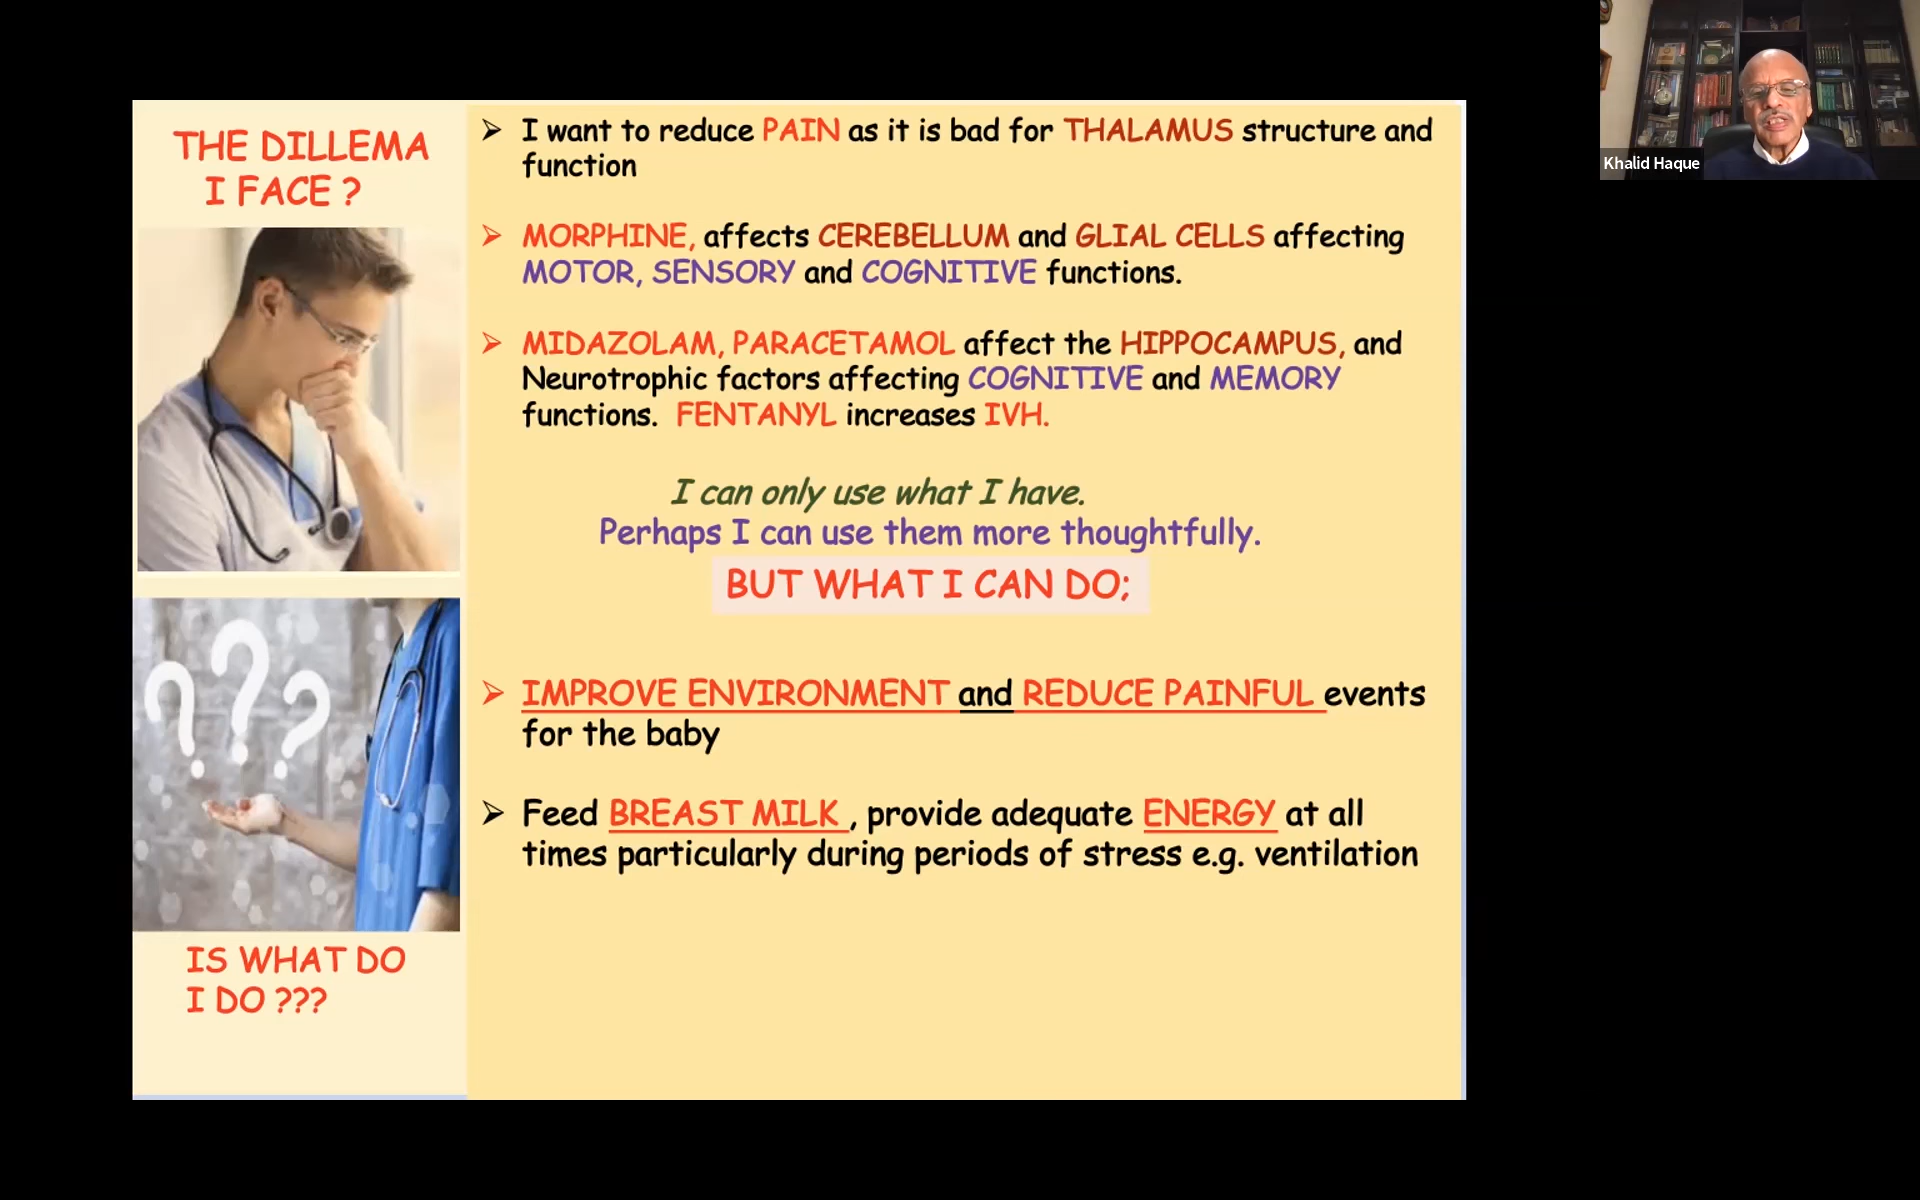 THE DILLEMA
I FACE ?
IS WHAT DO
I DO ???
➢ I want to reduce PAIN as it is bad for THALAMUS structure and
function
➢ MORPHINE, affects CEREBELLUM and GLIAL CELLS affecting
MOTOR, SENSORY and COGNITIVE functions.
➢ MIDAZOLAM, PARACETAMOL affect the HIPPOCAMPUS, and
Neurotrophic factors affecting COGNITIVE and MEMORY
functions. FENTANYL increases IVH.
I can only use what I have.
Perhaps I can use them more thoughtfully.
BUT WHAT I CAN DO;
➢ IMPROVE ENVIRONMENT and REDUCE PAINFUL events
for the baby
➢ Feed BREAST MILK , provide adequate ENERGY at all
times particularly during periods of stress e.g. ventilation
Khalid Haque